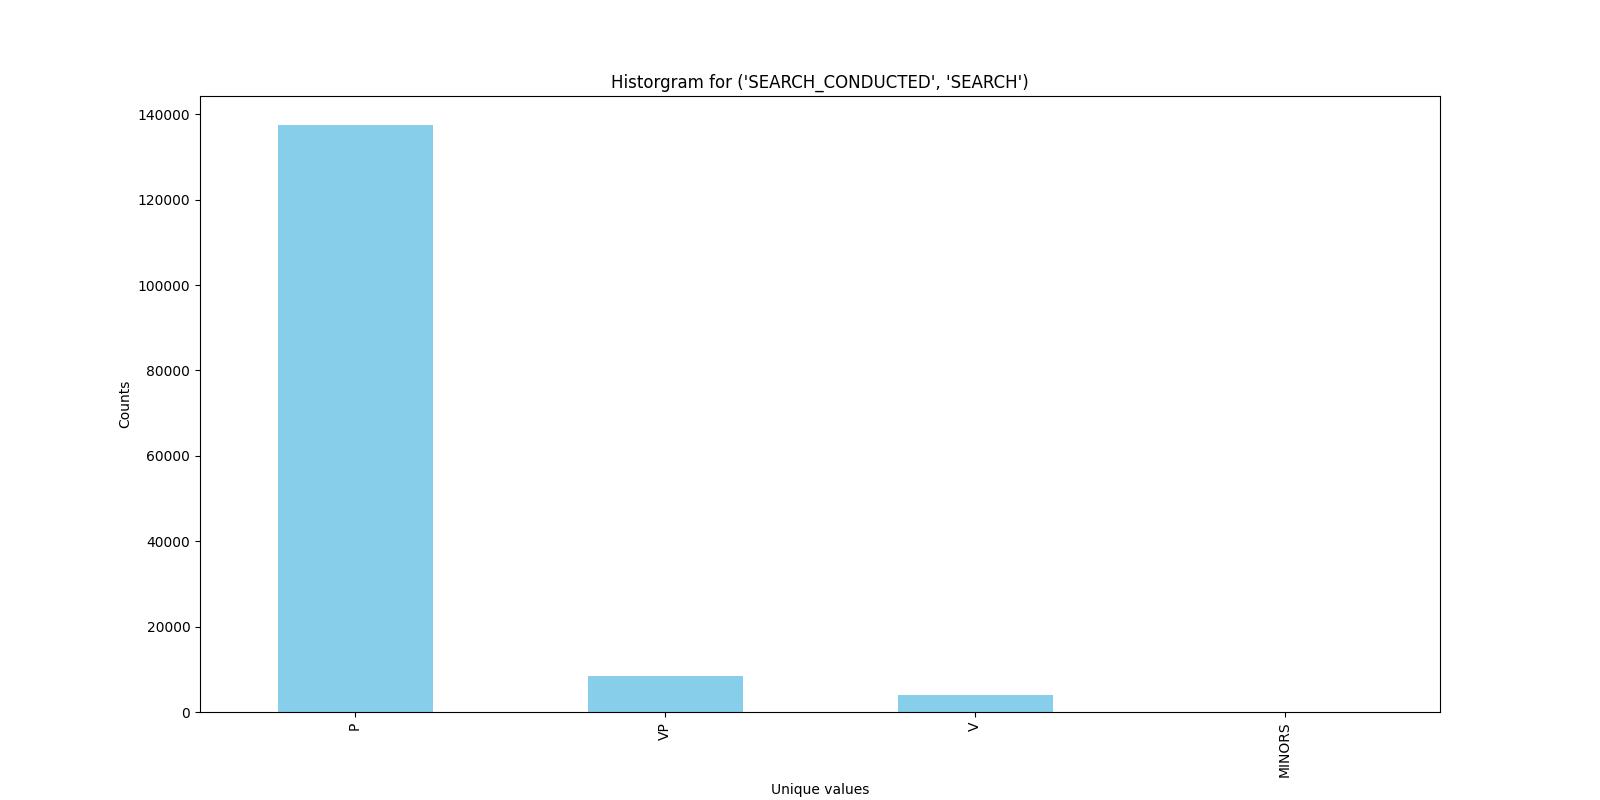 Historgram for ('SEARCH_CONDUCTED', 'SEARCH')
140000
120000
100000
80000
60000
40000
20000
0
Counts
P
VP
V
MINORS
Unique values